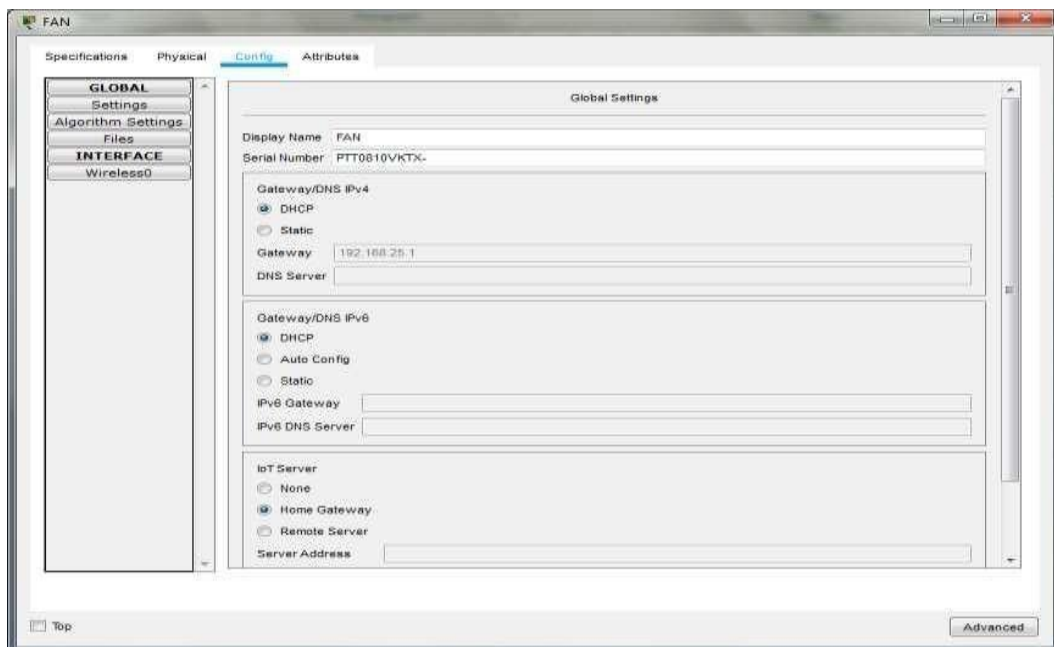 FAN
Specifications Physical Config Attributes
GLOBAL
Settings
Algorithm Settings
Files
INTERFACE
Wireless0
Global Settings
Display Name FAN
Serial Number PTT0810VKTX-
Gateway/DNS IPv4
DHCP
Static
Gateway 192.168.25.1
DNS Server
Gateway/DNS IPv6
DHCP
Auto Config
Static
IPv6 Gateway
IPv6 DNS Server
IoT Server
None
Home Gateway
Remote Server
Server Address
Top
Advanced